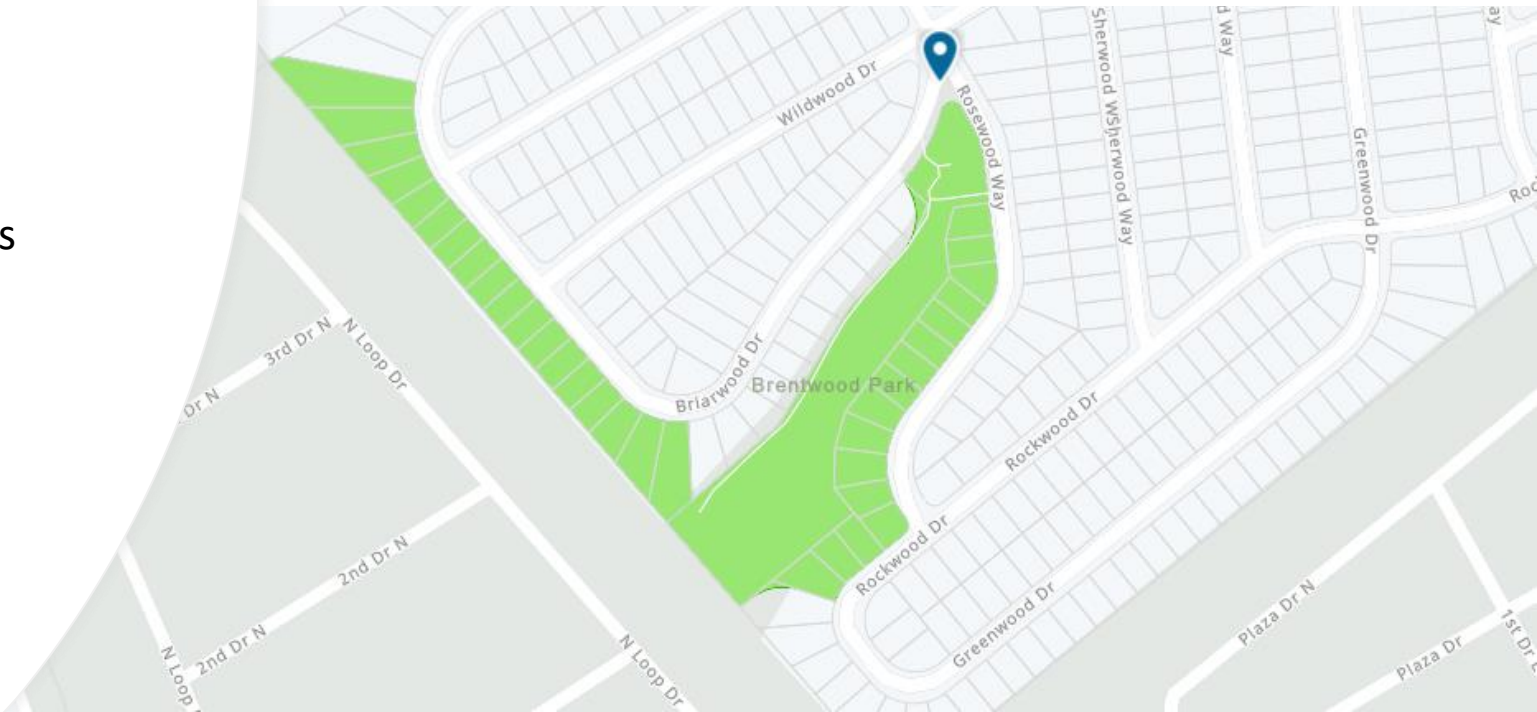 s
Wildwood Dr
Rosewood Way
Sherwood W
Sherwood Way
d Way
ay
Greenwood Dr
Roc
3rd Dr N
N Loop Dr
Dr N
Briarwood Dr
Brentwood Park
Rockwood Dr
Rockwood Dr
2nd Dr N
Greenwood Dr
Plaza Dr N
2nd Dr N
N Loop
N Loop Dr
Plaza Dr
1st Dr